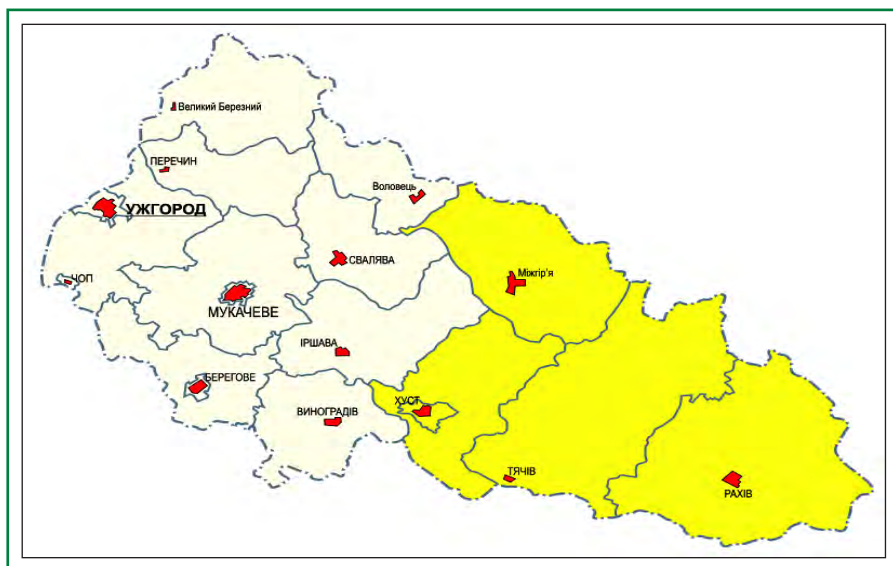 Великий Березний
ПЕРЕЧИН
Воловець
УЖГОРОД
СВАЛЯВА
Міжгір'я
ЧОП
МУКАЧЕВЕ
ІРШАВА
БЕРЕГОВЕ
ХУСТ
ВИНОГРАДІВ
ТЯЧІВ
РАХІВ